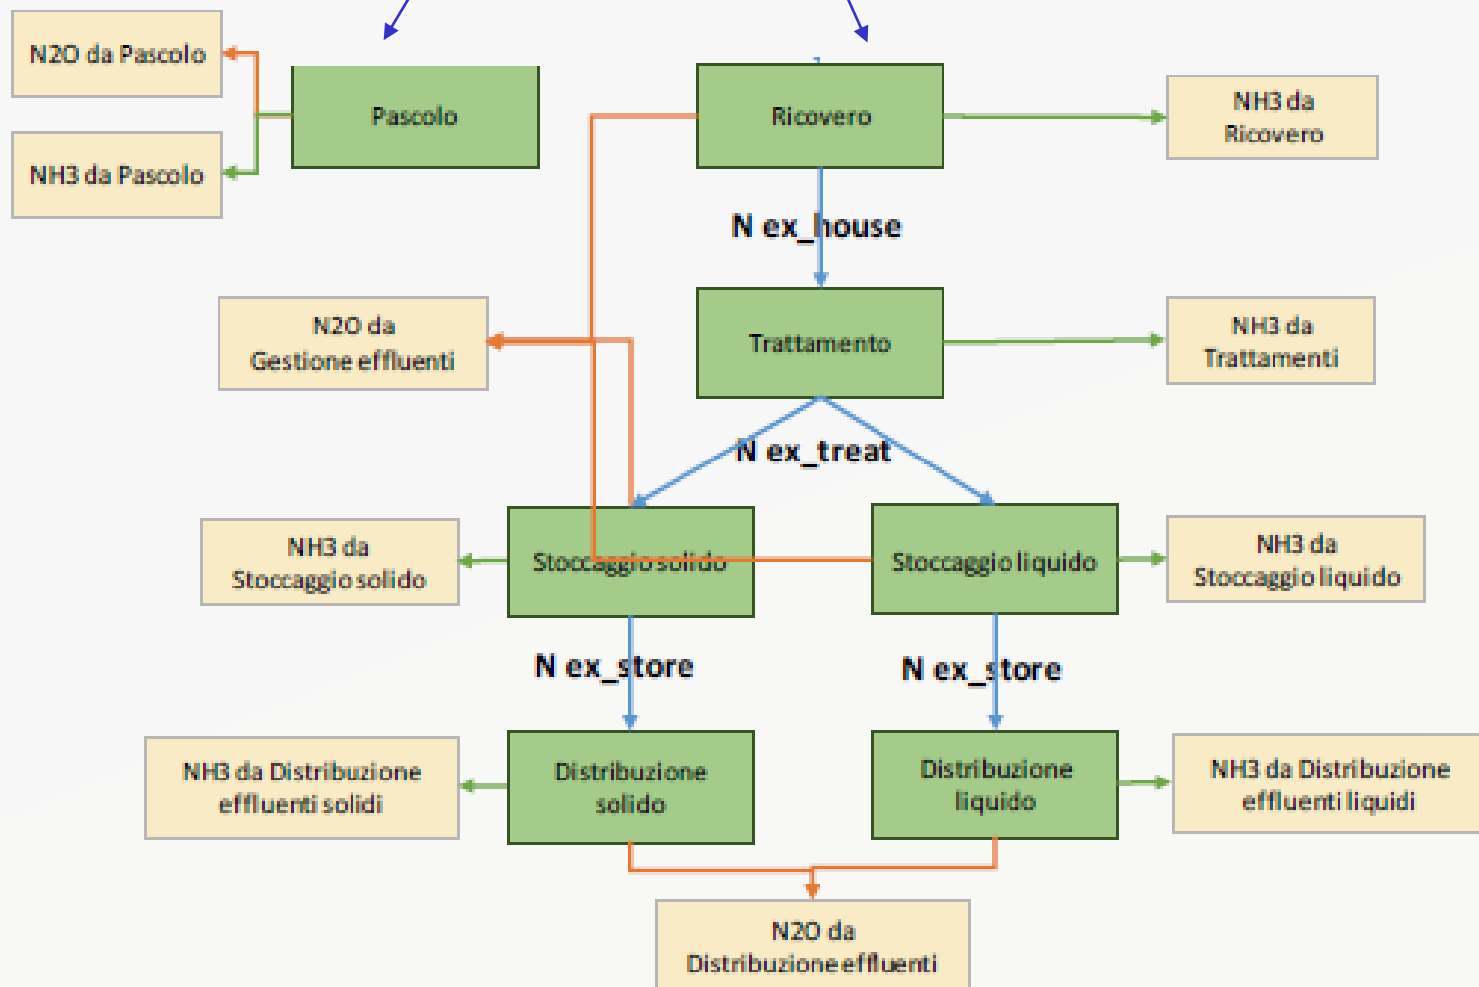 N2O da Pascolo
Pascolo
Ricovero
NH3 da
Ricovero
NH3 da Pascolo
N ex_house
N2O da
Gestione effluenti
Trattamento
NH3 da
Trattamenti
N ex_treat
NH3 da
Stoccaggio solido
Stoccaggio solido
Stoccaggio liquido
NH3 da
Stoccaggio liquido
N ex_store
N ex_store
NH3 da Distribuzione
effluenti solidi
Distribuzione
solido
Distribuzione
liquido
NH3 da Distribuzione
effluenti liquidi
N2O da
Distribuzione effluenti